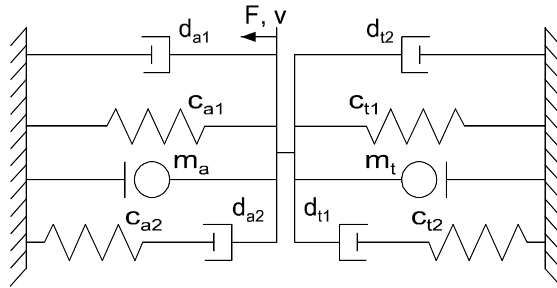 F, v
d_a1
d_t2
c_a1
c_t1
m_a
m_t
d_a2
d_t1
c_a2
c_t2